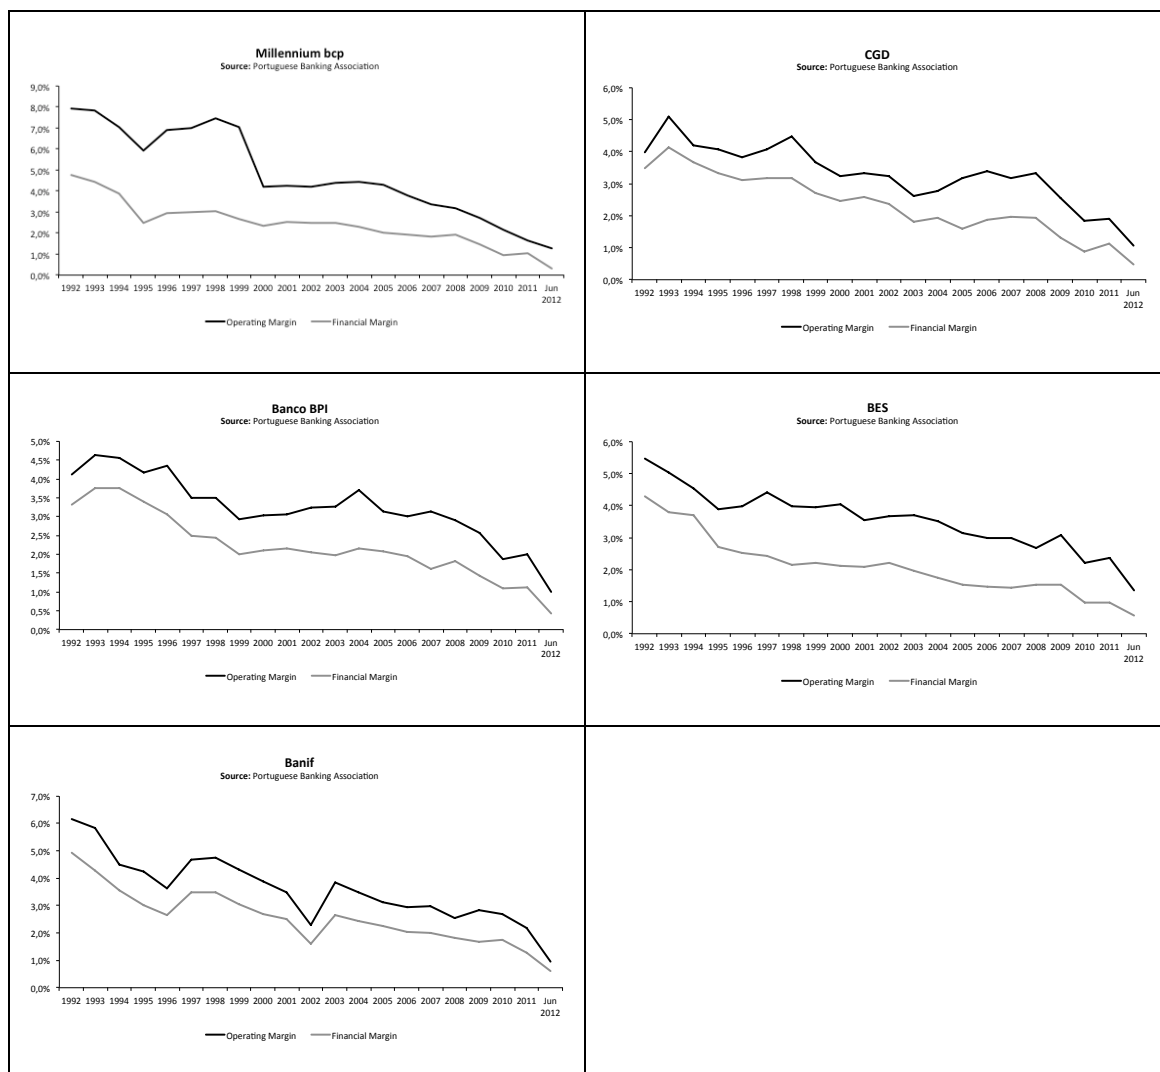 Millennium bcp
Source: Portuguese Banking Association
9,0%
8,0%
7,0%
6,0%
5,0%
4,0%
3,0%
2,0%
1,0%
0,0%
1992 1993 1994 1995 1996 1997 1998 1999 2000 2001 2002 2003 2004 2005 2006 2007 2008 2009 2010 2011 Jun
2012
Operating Margin Financial Margin
CGD
Source: Portuguese Banking Association
6,0%
5,0%
4,0%
3,0%
2,0%
1,0%
0,0%
1992 1993 1994 1995 1996 1997 1998 1999 2000 2001 2002 2003 2004 2005 2006 2007 2008 2009 2010 2011 Jun
2012
Operating Margin Financial Margin
Banco BPI
Source: Portuguese Banking Association
5,0%
4,5%
4,0%
3,5%
3,0%
2,5%
2,0%
1,5%
1,0%
0,5%
0,0%
1992 1993 1994 1995 1996 1997 1998 1999 2000 2001 2002 2003 2004 2005 2006 2007 2008 2009 2010 2011 Jun
2012
Operating Margin Financial Margin
BES
Source: Portuguese Banking Association
6,0%
5,0%
4,0%
3,0%
2,0%
1,0%
0,0%
1992 1993 1994 1995 1996 1997 1998 1999 2000 2001 2002 2003 2004 2005 2006 2007 2008 2009 2010 2011 Jun
2012
Operating Margin Financial Margin
Banif
Source: Portuguese Banking Association
7,0%
6,0%
5,0%
4,0%
3,0%
2,0%
1,0%
0,0%
1992 1993 1994 1995 1996 1997 1998 1999 2000 2001 2002 2003 2004 2005 2006 2007 2008 2009 2010 2011 Jun
2012
Operating Margin Financial Margin